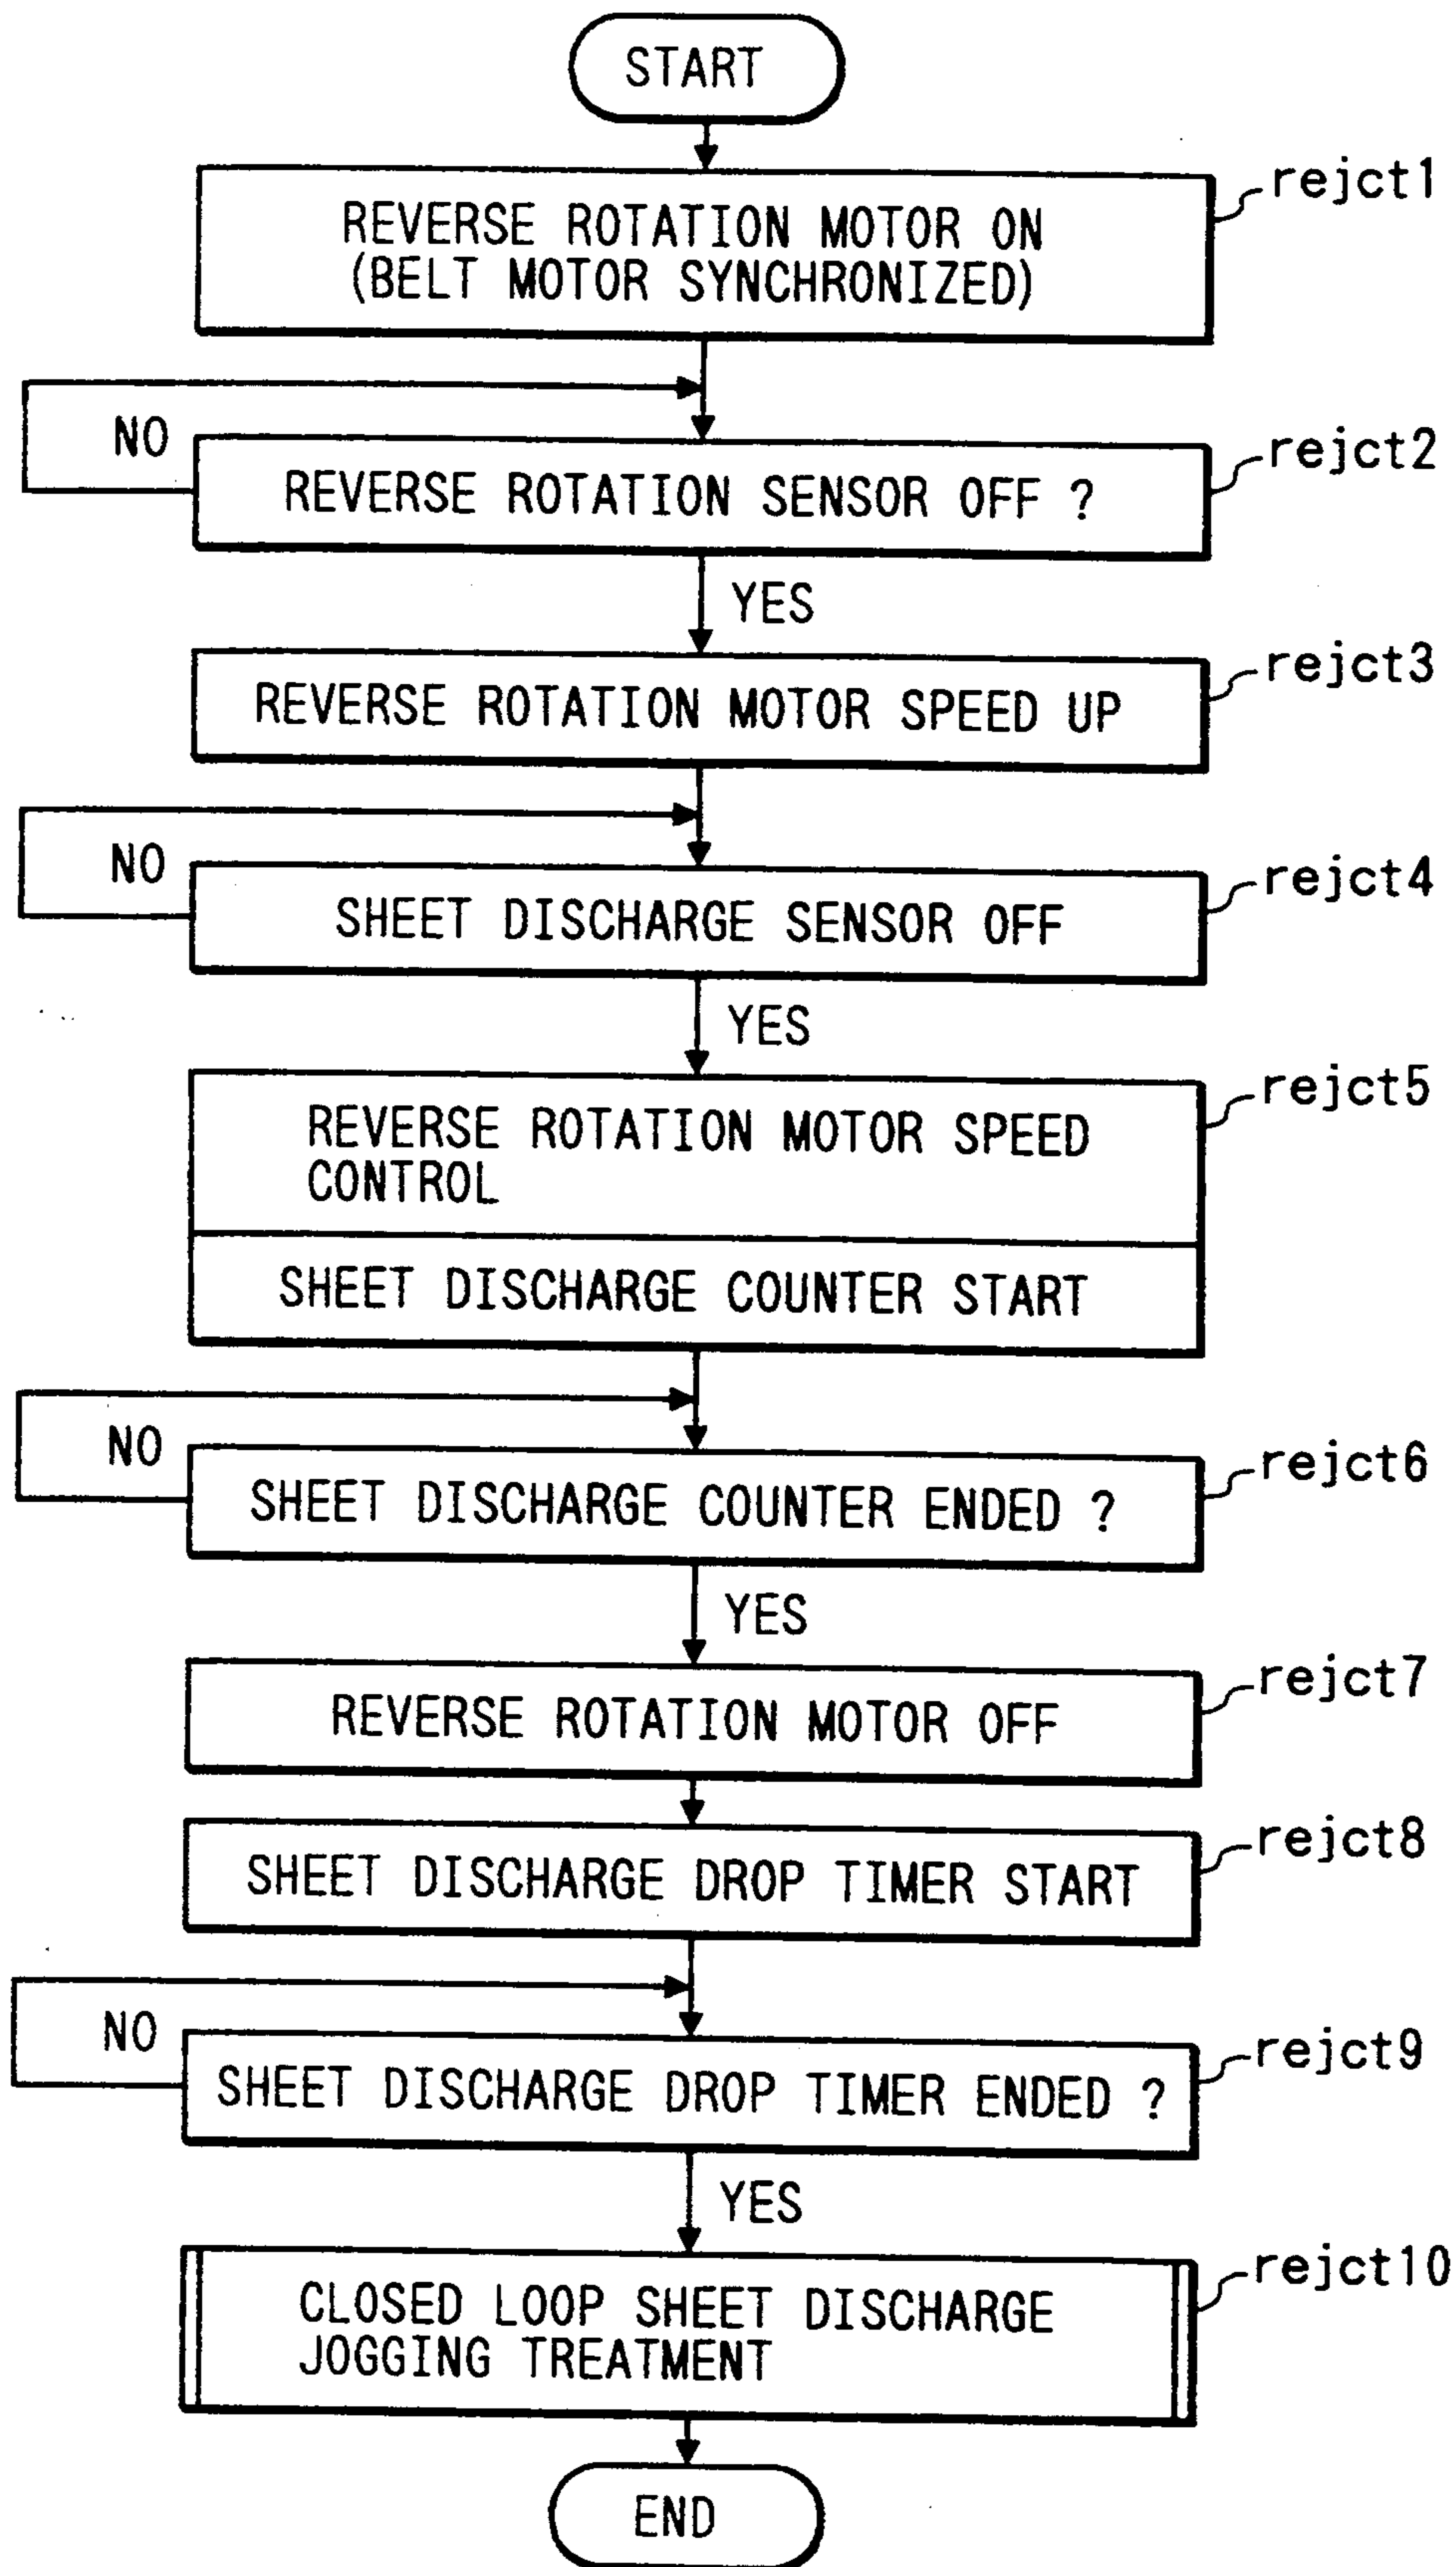 START
rejct1
REVERSE ROTATION MOTOR ON
(BELT MOTOR SYNCHRONIZED)
NO
rejct2
REVERSE ROTATION SENSOR OFF ?
YES
rejct3
REVERSE ROTATION MOTOR SPEED UP
NO
rejct4
SHEET DISCHARGE SENSOR OFF
YES
rejct5
REVERSE ROTATION MOTOR SPEED
CONTROL
SHEET DISCHARGE COUNTER START
NO
rejct6
SHEET DISCHARGE COUNTER ENDED ?
YES
rejct7
REVERSE ROTATION MOTOR OFF
rejct8
SHEET DISCHARGE DROP TIMER START
NO
rejct9
SHEET DISCHARGE DROP TIMER ENDED ?
YES
rejct10
CLOSED LOOP SHEET DISCHARGE
JOGGING TREATMENT
END